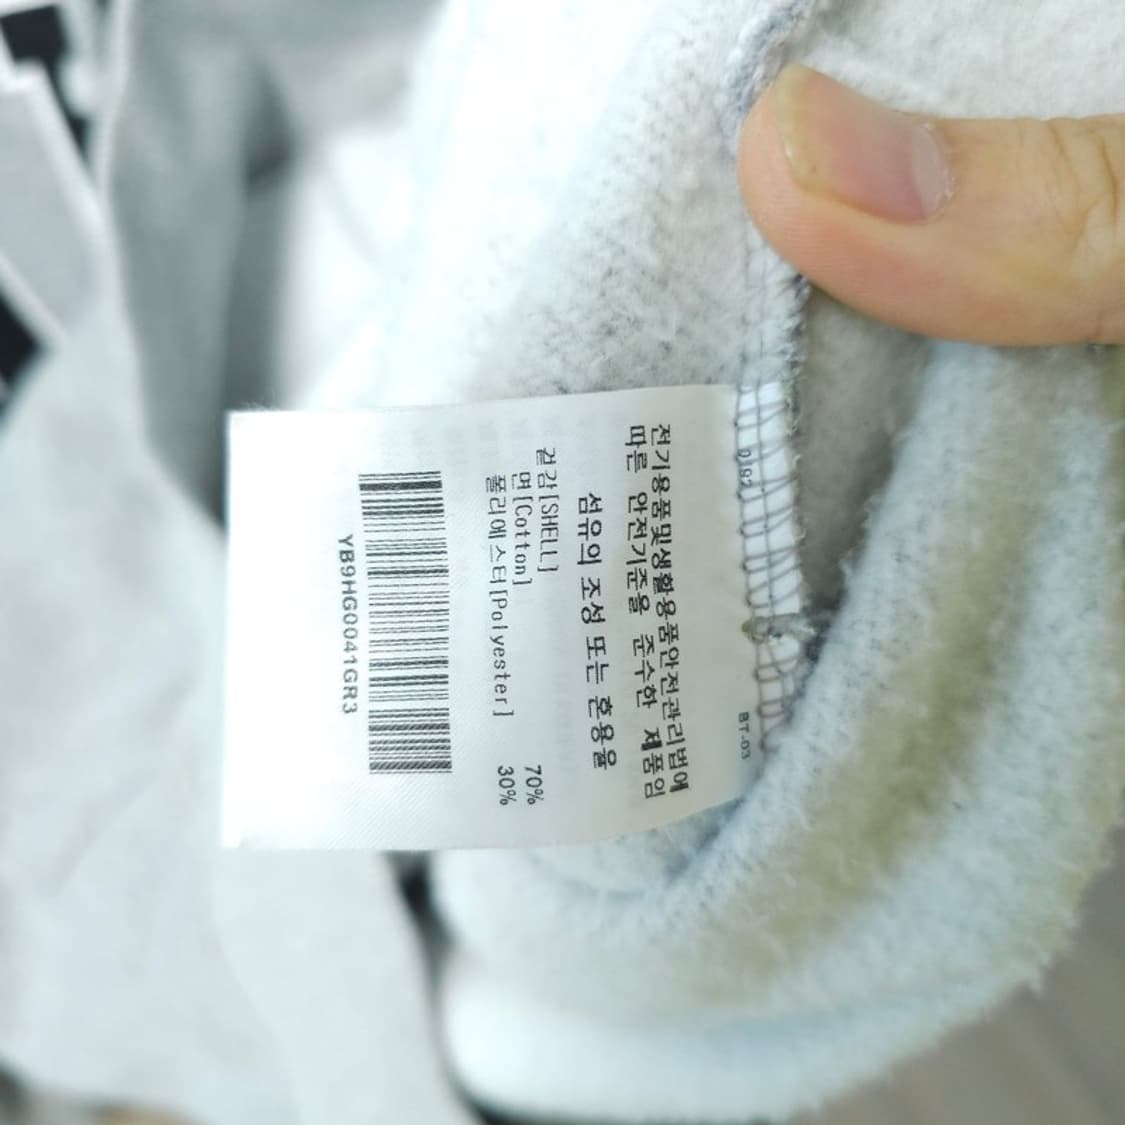 전기용품및생활용품안전관리법에
따른 안전기준을 준수한 제품임
섬유의 조성 또는 혼용율
겉감[SHELL]
면[Cotton] 70%
폴리에스터[Polyester] 30%
YB9HG0041GR3
BT-03